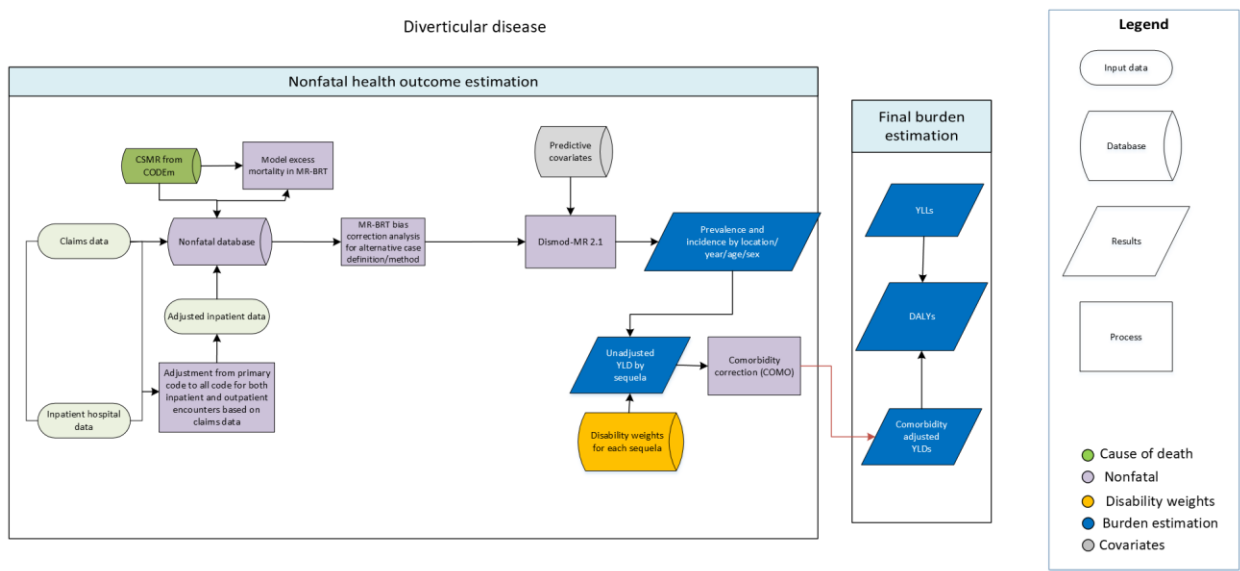 Diverticular disease
Nonfatal health outcome estimation
CSMR from
CODEm
Model excess
mortality in MR-BRT
Predictive
covariates
Claims data
Nonfatal database
MR-BRT bias
correction analysis
for alternative case
definition/method
Dismod-MR 2.1
Prevalence and
incidence by location/
year/age/sex
Adjusted inpatient data
Adjustment from primary
code to all code for both
inpatient and outpatient
encounters based on
claims data
Inpatient hospital
data
Unadjusted
YLD by
sequela
Comorbidity
correction (COMO)
Disability weights
for each sequela
Final burden
estimation
YLLs
DALYs
Comorbidity
adjusted
YLDs
Legend
Input data
Database
Results
Process
Cause of death
Nonfatal
Disability weights
Burden estimation
Covariates